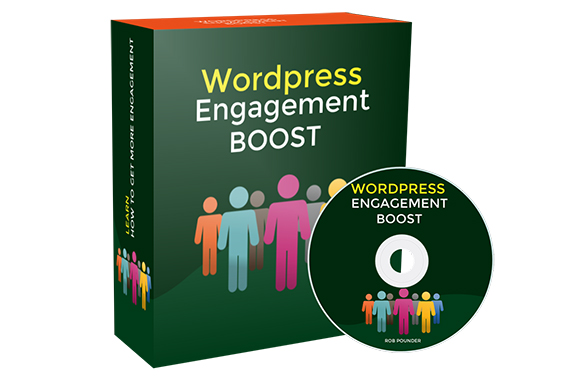 Wordpress
Engagement
BOOST
LEARN
HOW TO GET MORE ENGAGEMENT
WORDPRESS
ENGAGEMENT
BOOST
ROB POUNDER